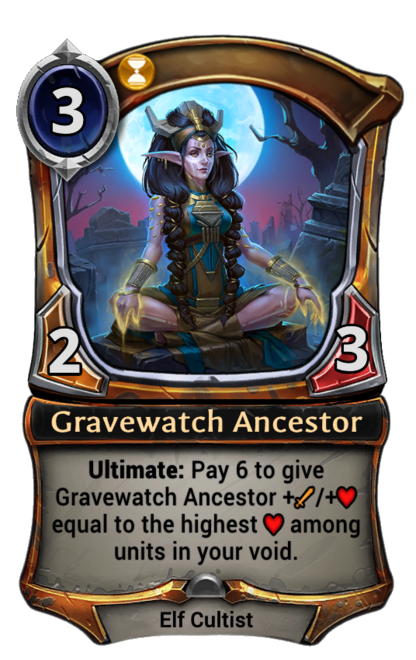 3
2
3
Gravewatch Ancestor
Ultimate: Pay 6 to give
Gravewatch Ancestor +/+
equal to the highest among
units in your void.
Elf Cultist